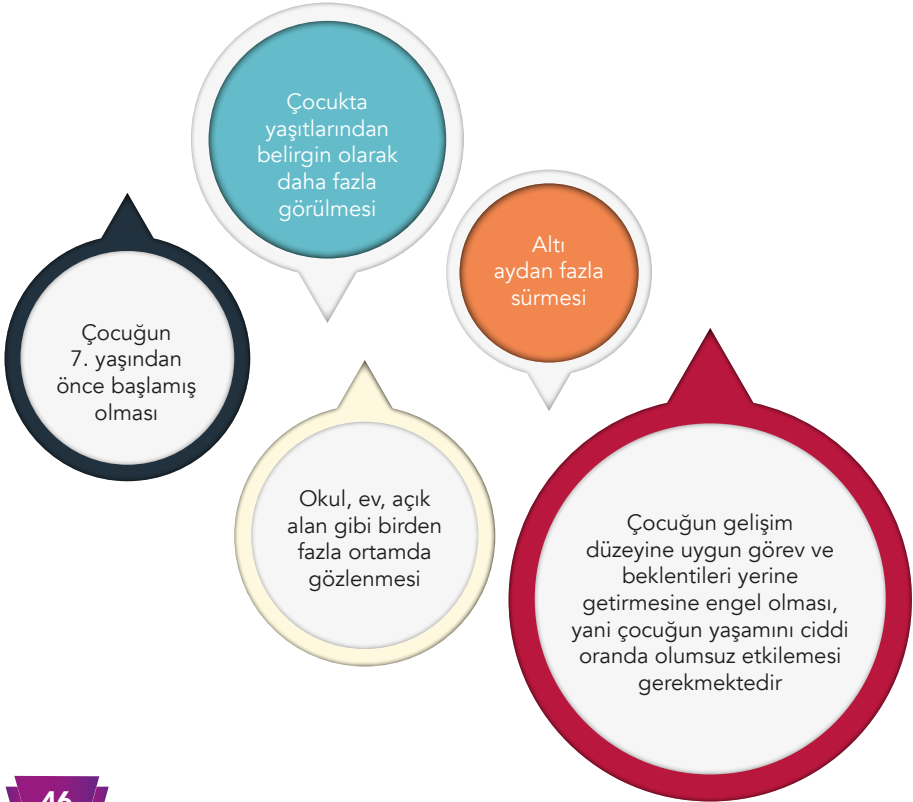 Çocukta
yaşıtlarından
belirgin olarak
daha fazla
görülmesi
Altı
aydan fazla
sürmesi
Çocuğun
7. yaşından
önce başlamış
olması
Okul, ev, açık
alan gibi birden
fazla ortamda
gözlenmesi
Çocuğun gelişim
düzeyine uygun görev ve
beklentileri yerine
getirmesine engel olması,
yani çocuğun yaşamını ciddi
oranda olumsuz etkilemesi
gerekmektedir
46